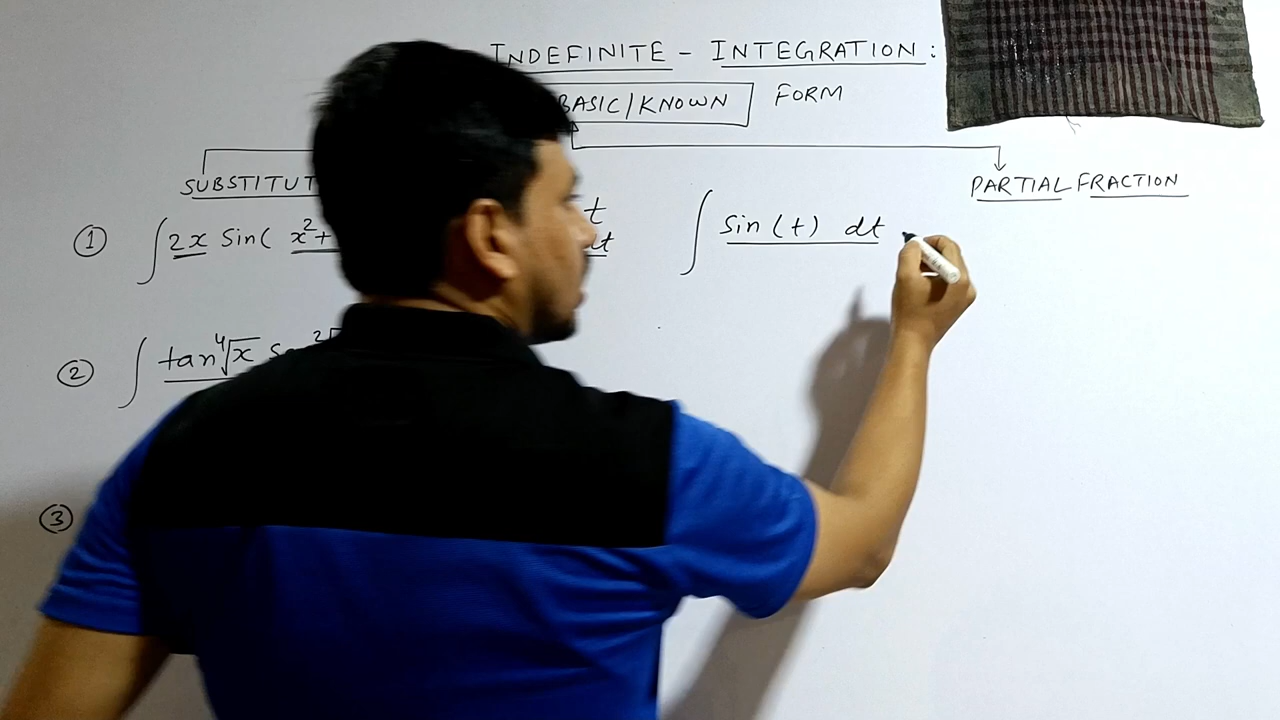 INDEFINITE - INTEGRATION :
BASIC/KNOWN FORM
SUBSTITUT
PARTIAL FRACTION
① ∫ 2x Sin( x²+ t
dt
∫ Sin (t) dt
② ∫ tan⁴√x
③